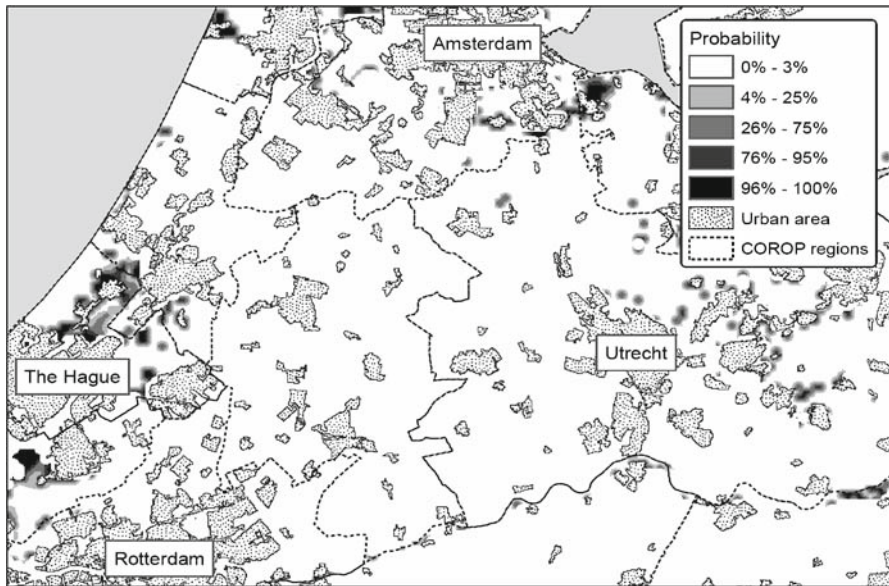 Amsterdam
Probability
0% - 3%
4% - 25%
26% - 75%
76% - 95%
96% - 100%
Urban area
COROP regions
Utrecht
The Hague
Rotterdam